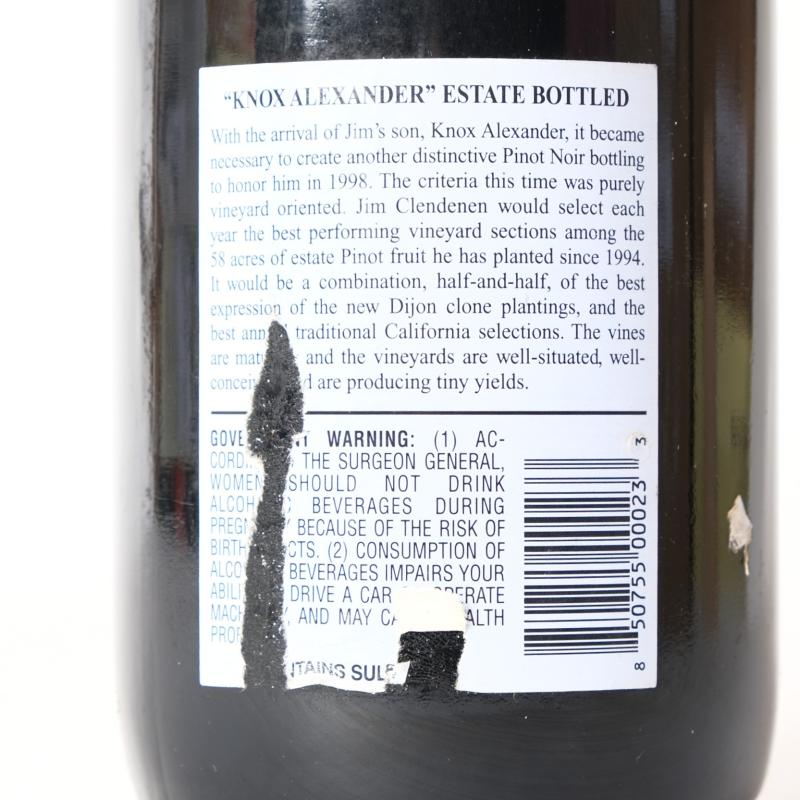 “KNOX ALEXANDER” ESTATE BOTTLED
With the arrival of Jim’s son, Knox Alexander, it became
necessary to create another distinctive Pinot Noir bottling
to honor him in 1998. The criteria this time was purely
vineyard oriented. Jim Clendenen would select each
year the best performing vineyard sections among the
58 acres of estate Pinot fruit he has planted since 1994.
It would be a combination, half-and-half, of the best
expression of the new Dijon clone plantings, and the
best traditional California selections. The vines
are and the vineyards are well-situated, well-
are producing tiny yields.
WARNING: (1) AC-
THE SURGEON GENERAL,
WOMEN SHOULD NOT DRINK
BEVERAGES DURING
BECAUSE OF THE RISK OF
(2) CONSUMPTION OF
BEVERAGES IMPAIRS YOUR
DRIVE A CAR
AND MAY
8 50755 00023 3